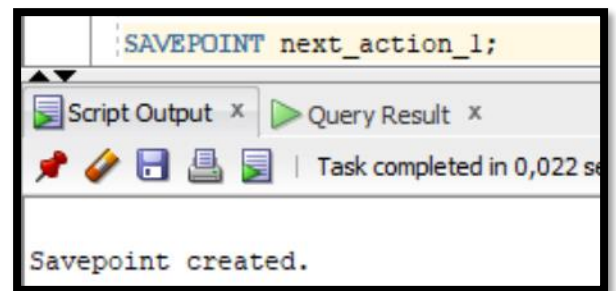 SAVEPOINT next_action_1;
Script Output x Query Result x
Task completed in 0,022 se
Savepoint created.